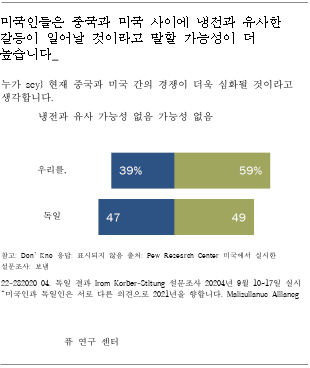 미국인들은 중국과 미국 사이에 냉전과 유사한
갈등이 일어날 것이라고 말할 가능성이 더
높습니다_
누가 sey! 현재 중국과 미국 간의 경쟁이 더욱 심화될 것이라고
생각합니다.
냉전과 유사 가능성 없음 가능성 없음
우리를, 39% 59%
독일 47 49
참고: Don' Kno 응답: 표시되지 않음 출처: Pew Research Center 미국에서 실시한
설문조사: 보낸
22-282020 04. 독일 결과 Irom Korber-Stitung 설문조사 20204년 9월 10-17일 실시
"미국인과 독일인은 서로 다른 의견으로 2021년을 향합니다.
퓨 연구 센터